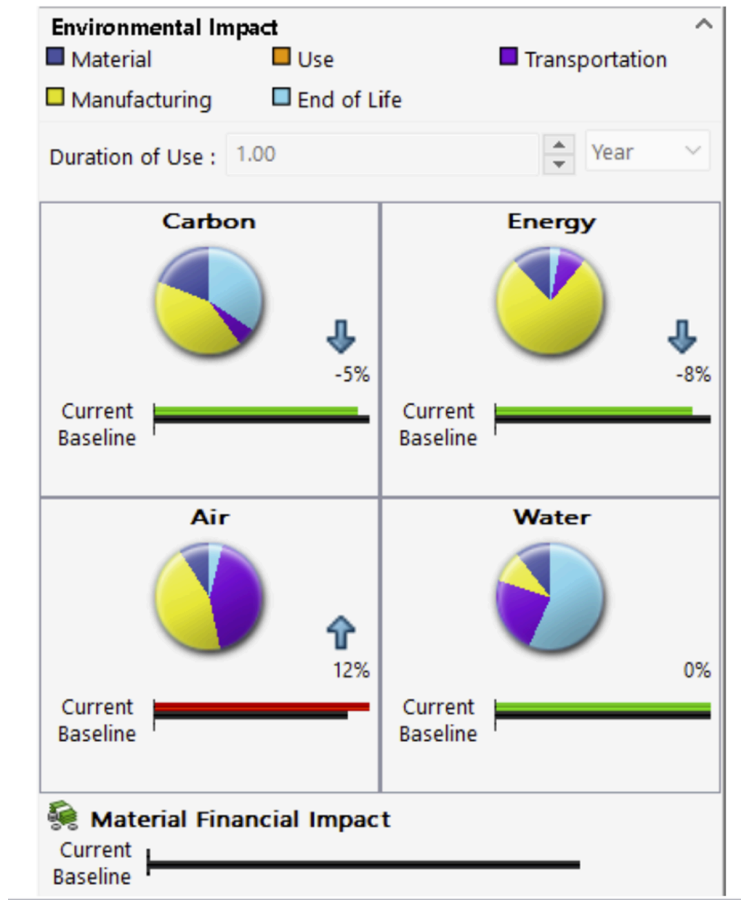 Environmental Impact
Material Use Transportation
Manufacturing End of Life
Duration of Use : 1.00 Year
Carbon
-5%
Current
Baseline
Energy
-8%
Current
Baseline
Air
12%
Current
Baseline
Water
0%
Current
Baseline
Material Financial Impact
Current
Baseline